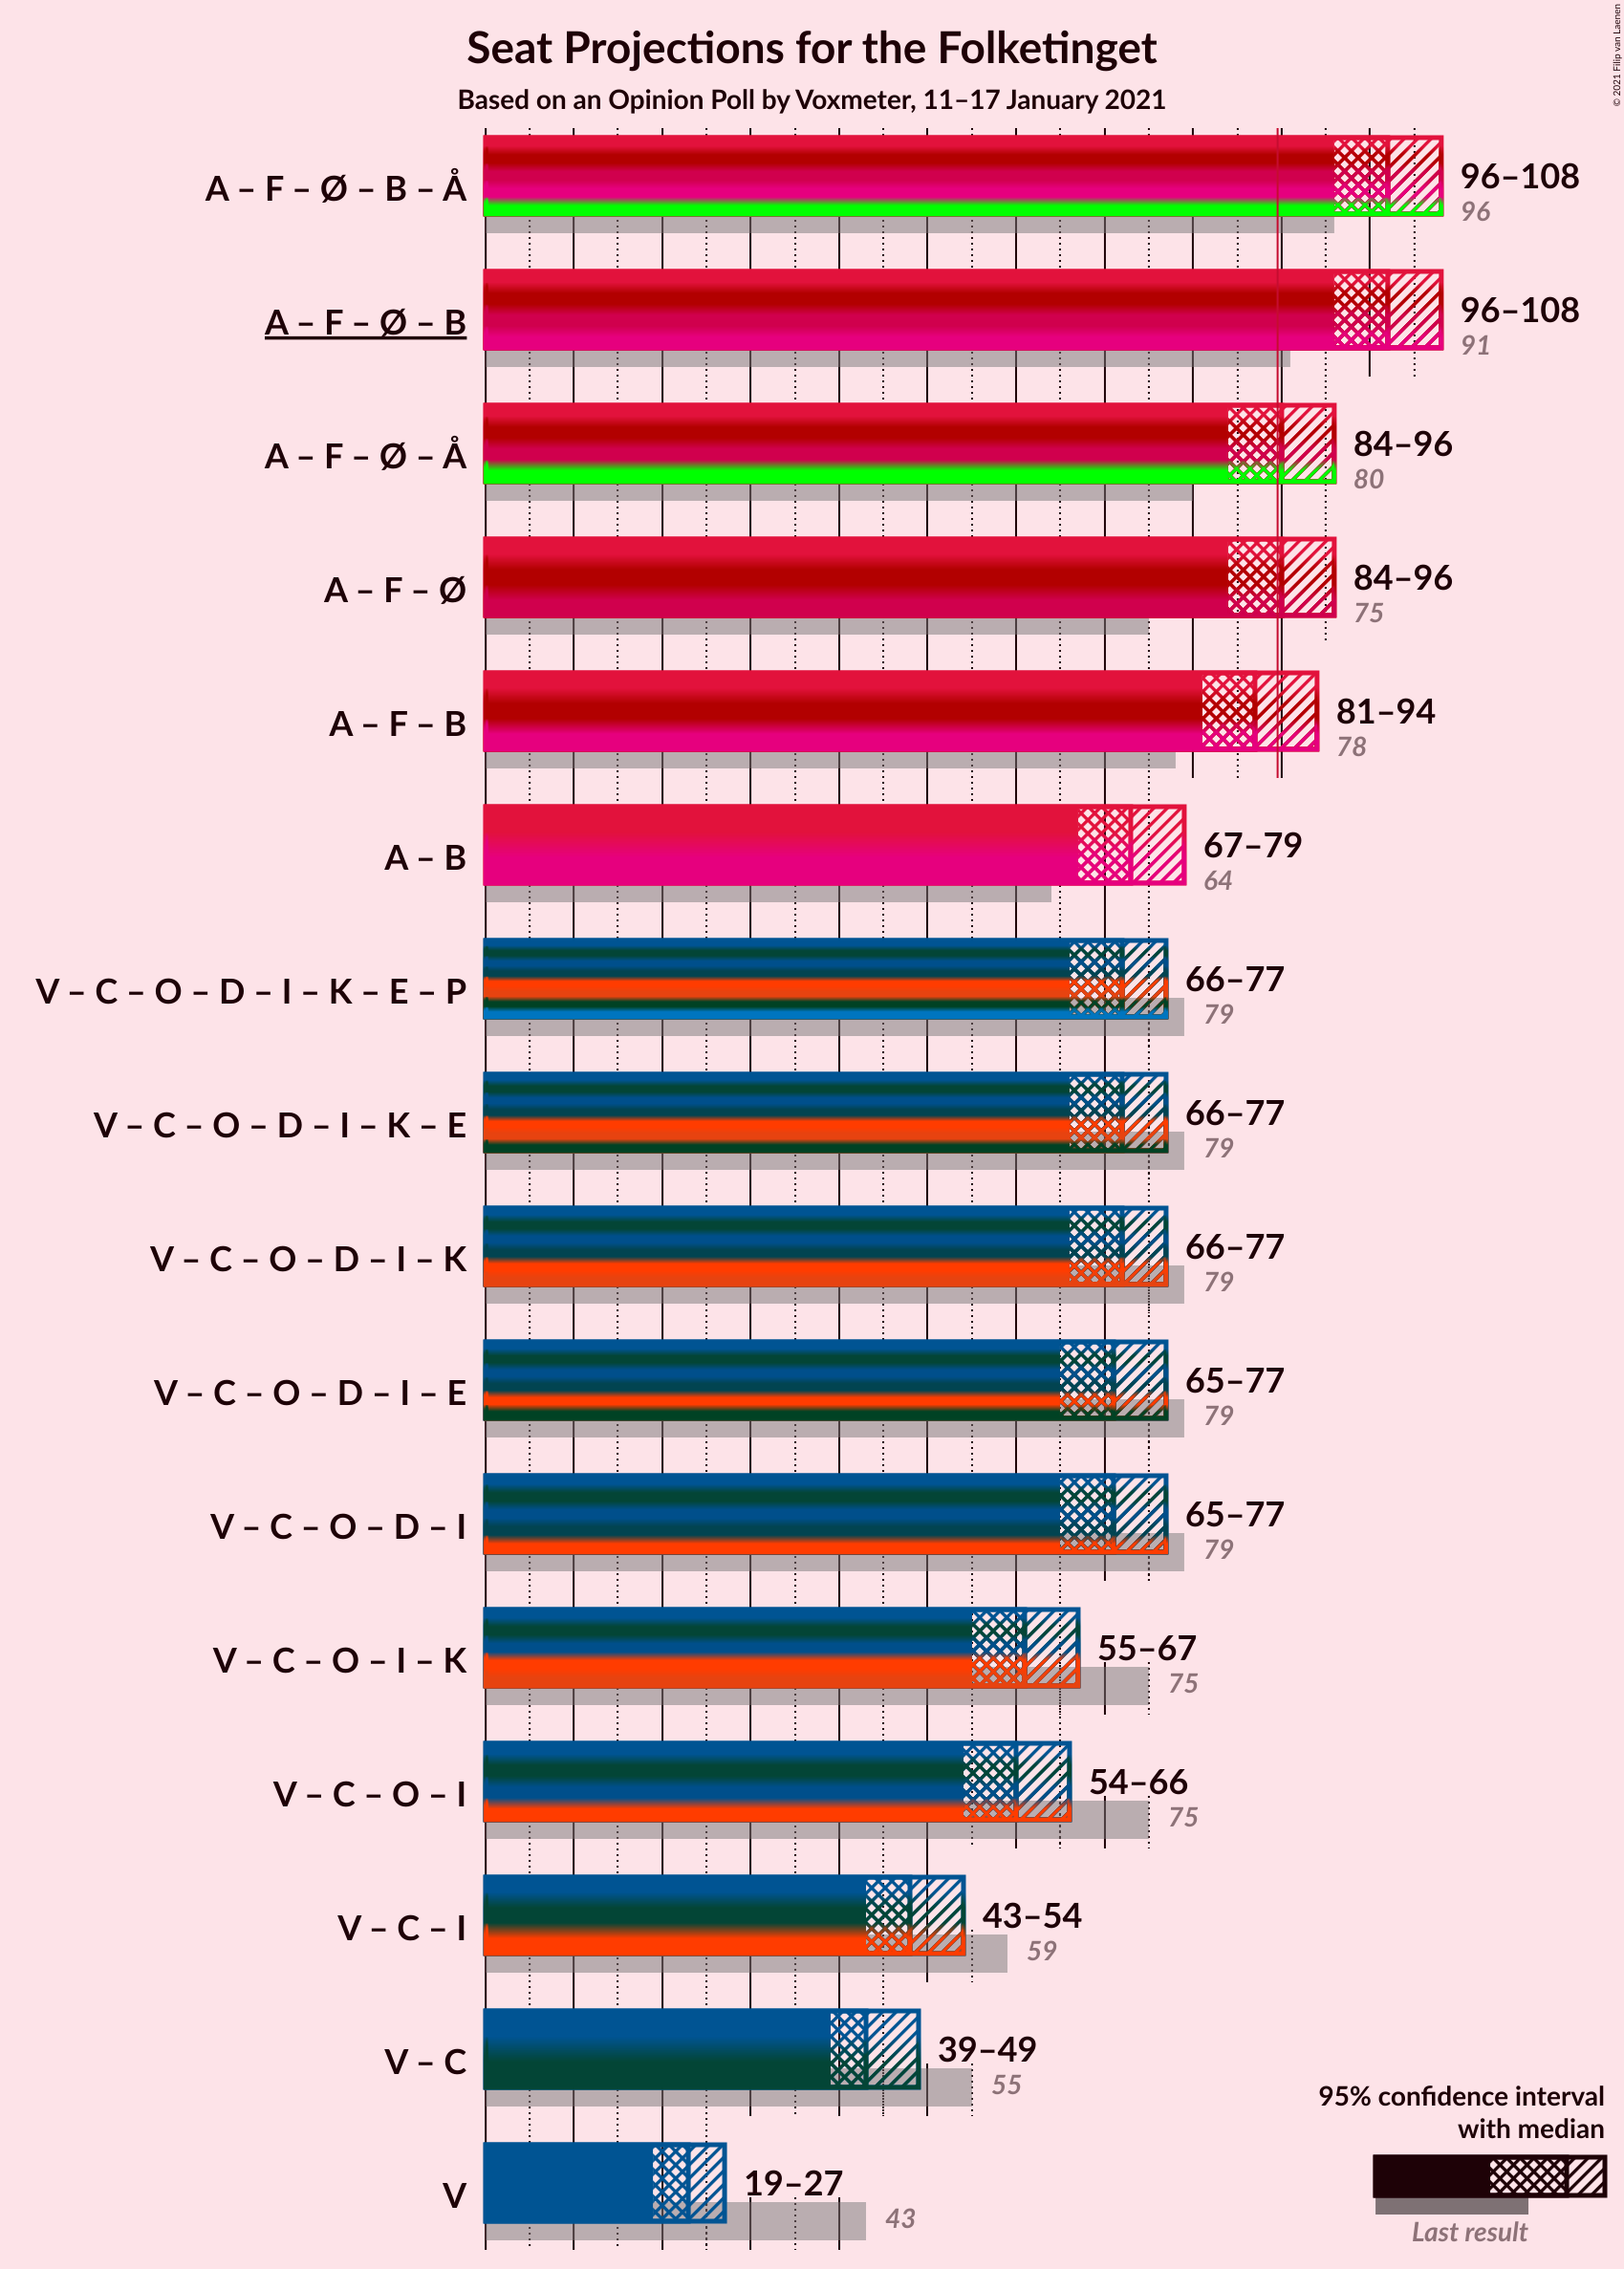 © 2021 Filip van Laenen
Seat Projections for the Folketinget
Based on an Opinion Poll by Voxmeter, 11–17 January 2021
A – F – Ø – B – Å
96–108
96
A – F – Ø – B
96–108
91
A – F – Ø – Å
84–96
80
A – F – Ø
84–96
75
A – F – B
81–94
78
A – B
67–79
64
V – C – O – D – I – K – E – P
66–77
79
V – C – O – D – I – K – E
66–77
79
V – C – O – D – I – K
66–77
79
V – C – O – D – I – E
65–77
79
V – C – O – D – I
65–77
79
V – C – O – I – K
55–67
75
V – C – O – I
54–66
75
V – C – I
43–54
59
V – C
39–49
55
V
19–27
43
95% confidence interval
with median
Last result